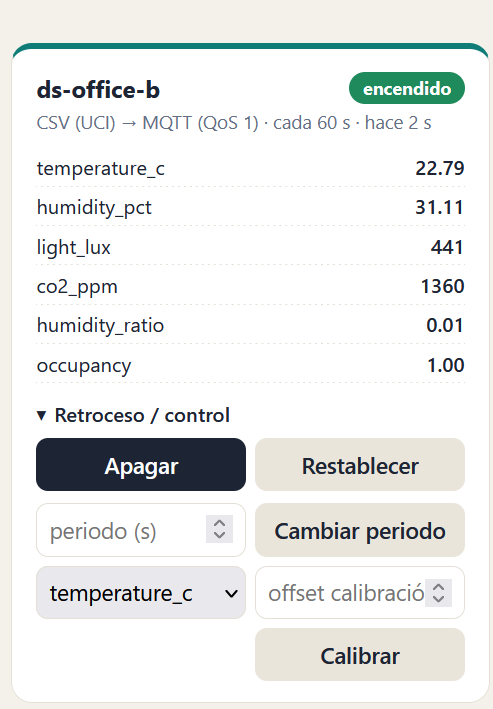 ds-office-b encendido
CSV (UCI) → MQTT (QoS 1) · cada 60 s · hace 2 s
temperature_c 22.79
humidity_pct 31.11
light_lux 441
co2_ppm 1360
humidity_ratio 0.01
occupancy 1.00
▼ Retroceso / control
Apagar Restablecer
periodo (s) Cambiar periodo
temperature_c offset calibració
Calibrar